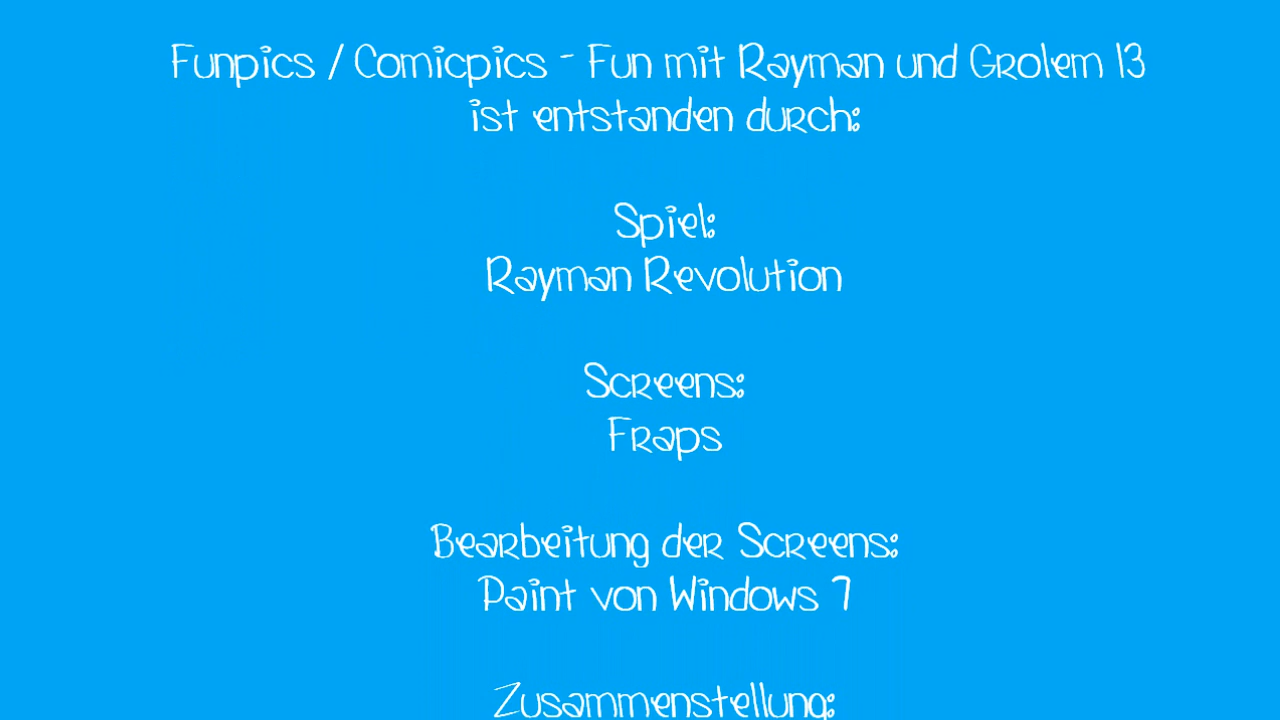 Funpics / Comicpics - Fun mit Rayman und Grolem 13
ist entstanden durch:
Spiel:
Rayman Revolution
Screens:
Fraps
Bearbeitung der Screens:
Paint von Windows 7
Zusammenstellung: